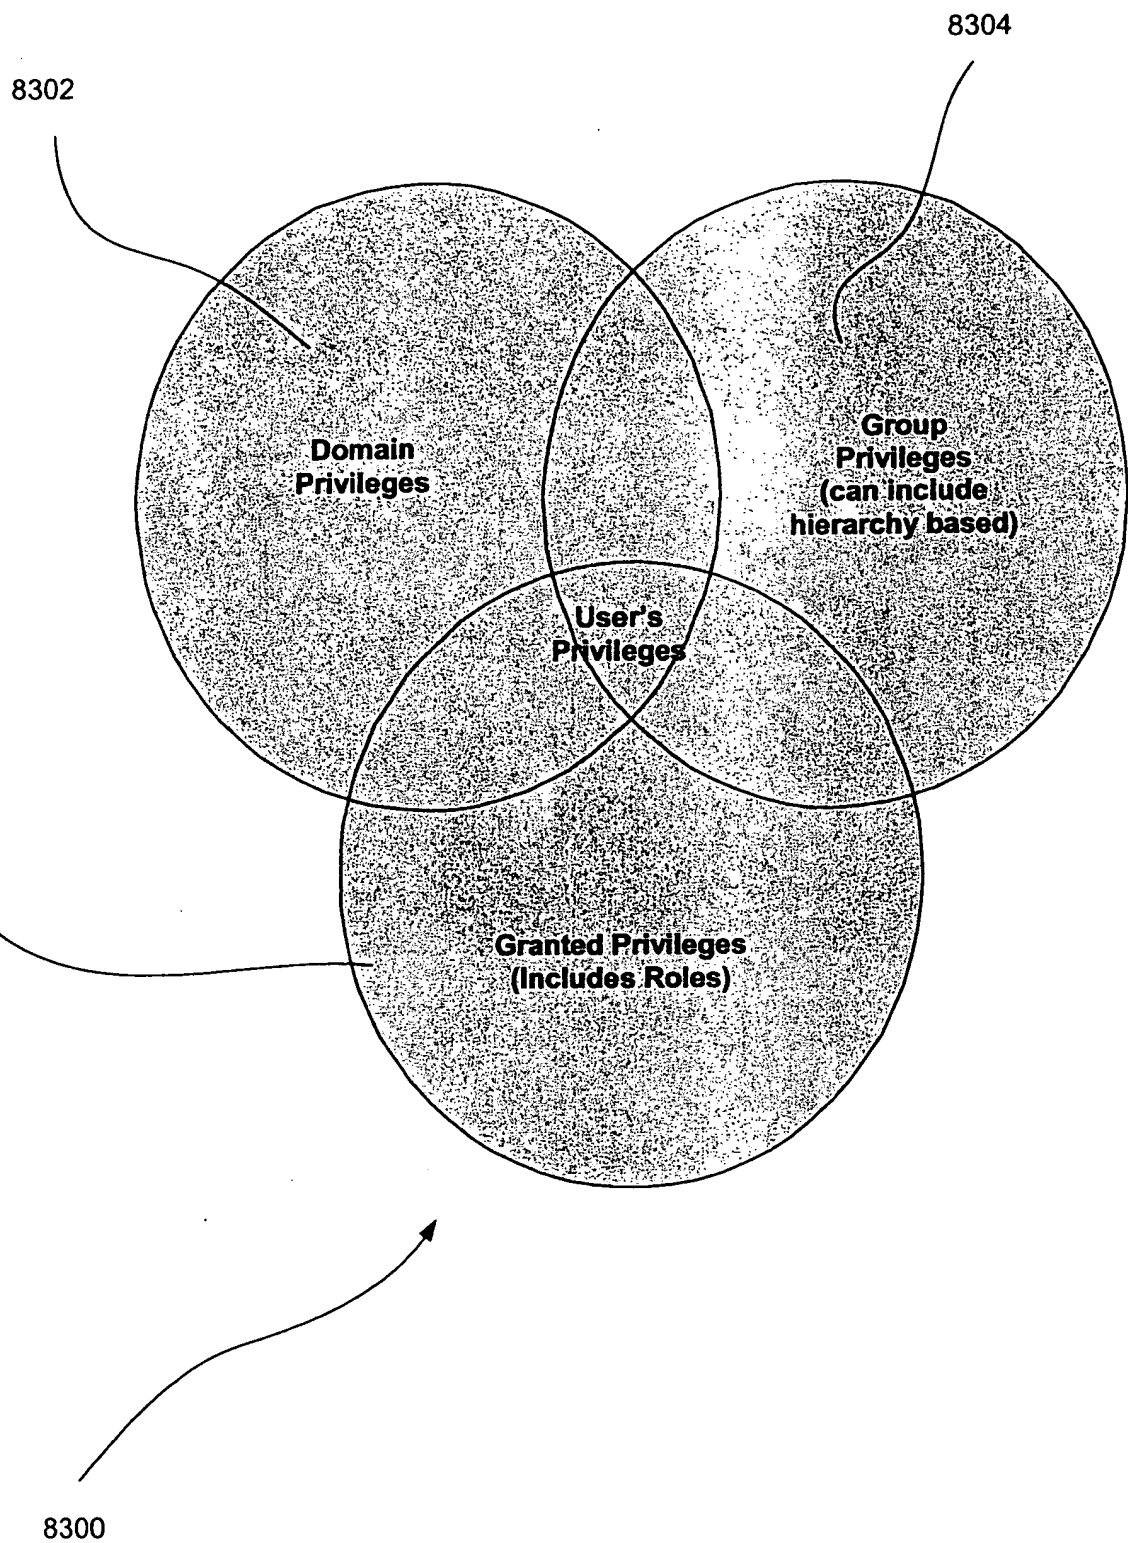 8304
8302
Domain
Privileges
Group
Privileges
(can include
hierarchy based)
User's
Privileges
Granted Privileges
(Includes Roles)
8300